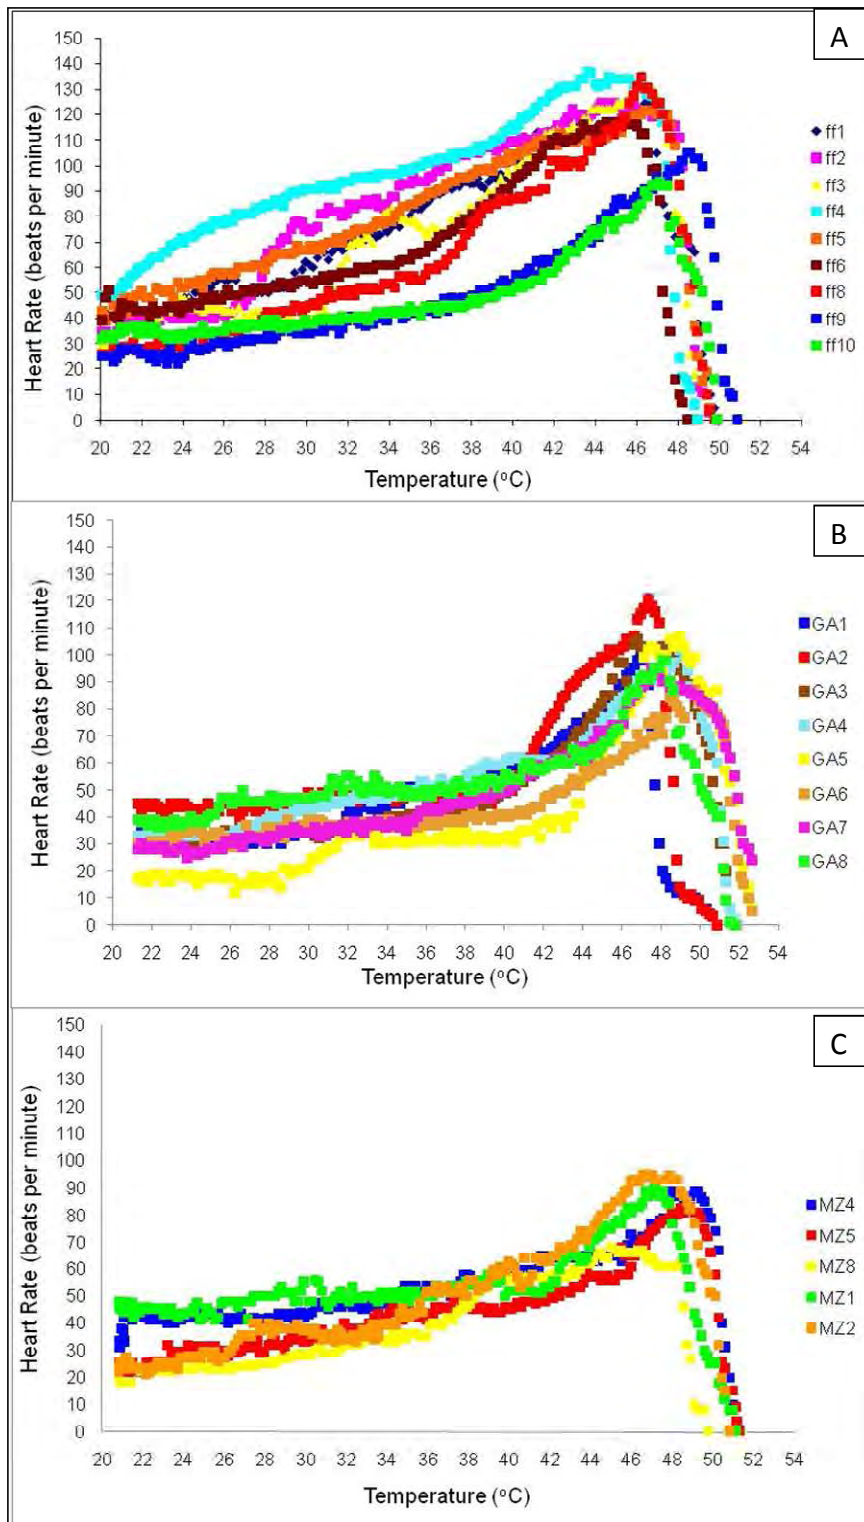 A
150
140
130
120
110
100
90
80
70
60
50
40
30
20
10
0
Heart Rate (beats per minute)
20 22 24 26 28 30 32 34 36 38 40 42 44 46 48 50 52 54
Temperature (°C)
ff1
ff2
ff3
ff4
ff5
ff6
ff8
ff9
ff10
B
150
140
130
120
110
100
90
80
70
60
50
40
30
20
10
0
Heart Rate (beats per minute)
20 22 24 26 28 30 32 34 36 38 40 42 44 46 48 50 52 54
Temperature (°C)
GA1
GA2
GA3
GA4
GA5
GA6
GA7
GA8
C
150
140
130
120
110
100
90
80
70
60
50
40
30
20
10
0
Heart Rate (beats per minute)
20 22 24 26 28 30 32 34 36 38 40 42 44 46 48 50 52 54
Temperature (°C)
MZ4
MZ5
MZ8
MZ1
MZ2